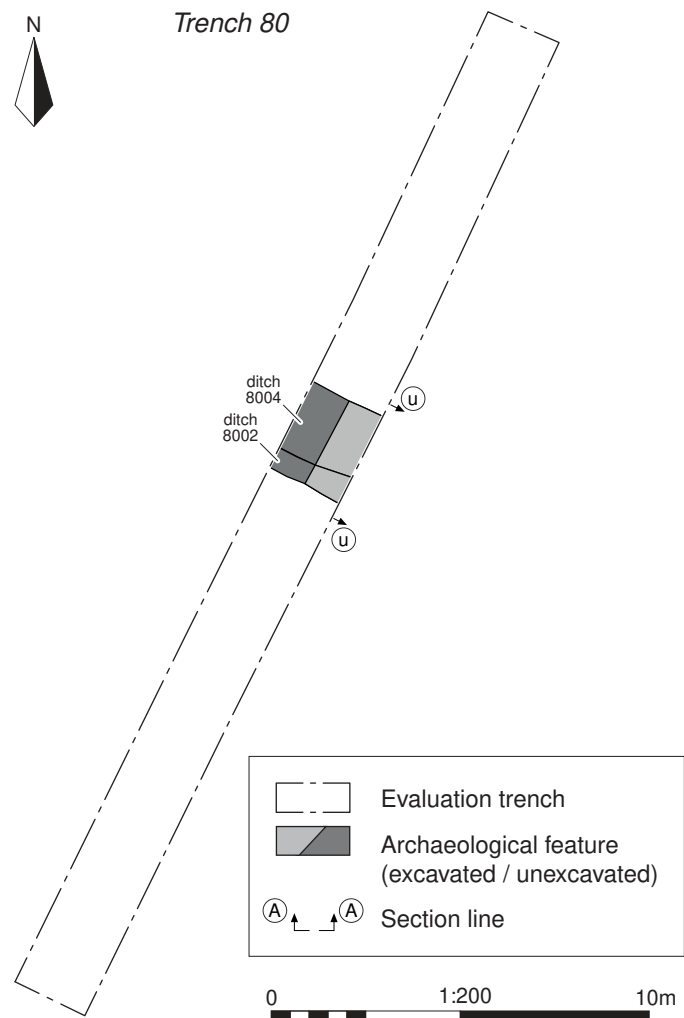 N
Trench 80
ditch
8004
ditch
8002
u
u
Evaluation trench
Archaeological feature
(excavated / unexcavated)
A A
Section line
0 1:200 10m